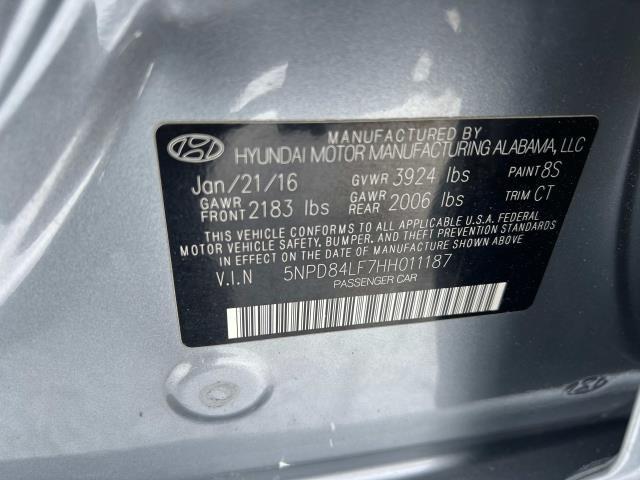 MANUFACTURED BY
HYUNDAI MOTOR MANUFACTURING ALABAMA, LLC
Jan/21/16 GVWR 3924 lbs PAINT 8S
GAWR FRONT 2183 lbs GAWR REAR 2006 lbs TRIM CT
THIS VEHICLE CONFORMS TO ALL APPLICABLE U.S.A. FEDERAL
MOTOR VEHICLE SAFETY, BUMPER, AND THEFT PREVENTION STANDARDS
IN EFFECT ON THE DATE OF MANUFACTURE SHOWN ABOVE.
V.I.N 5NPD84LF7HH011187
PASSENGER CAR